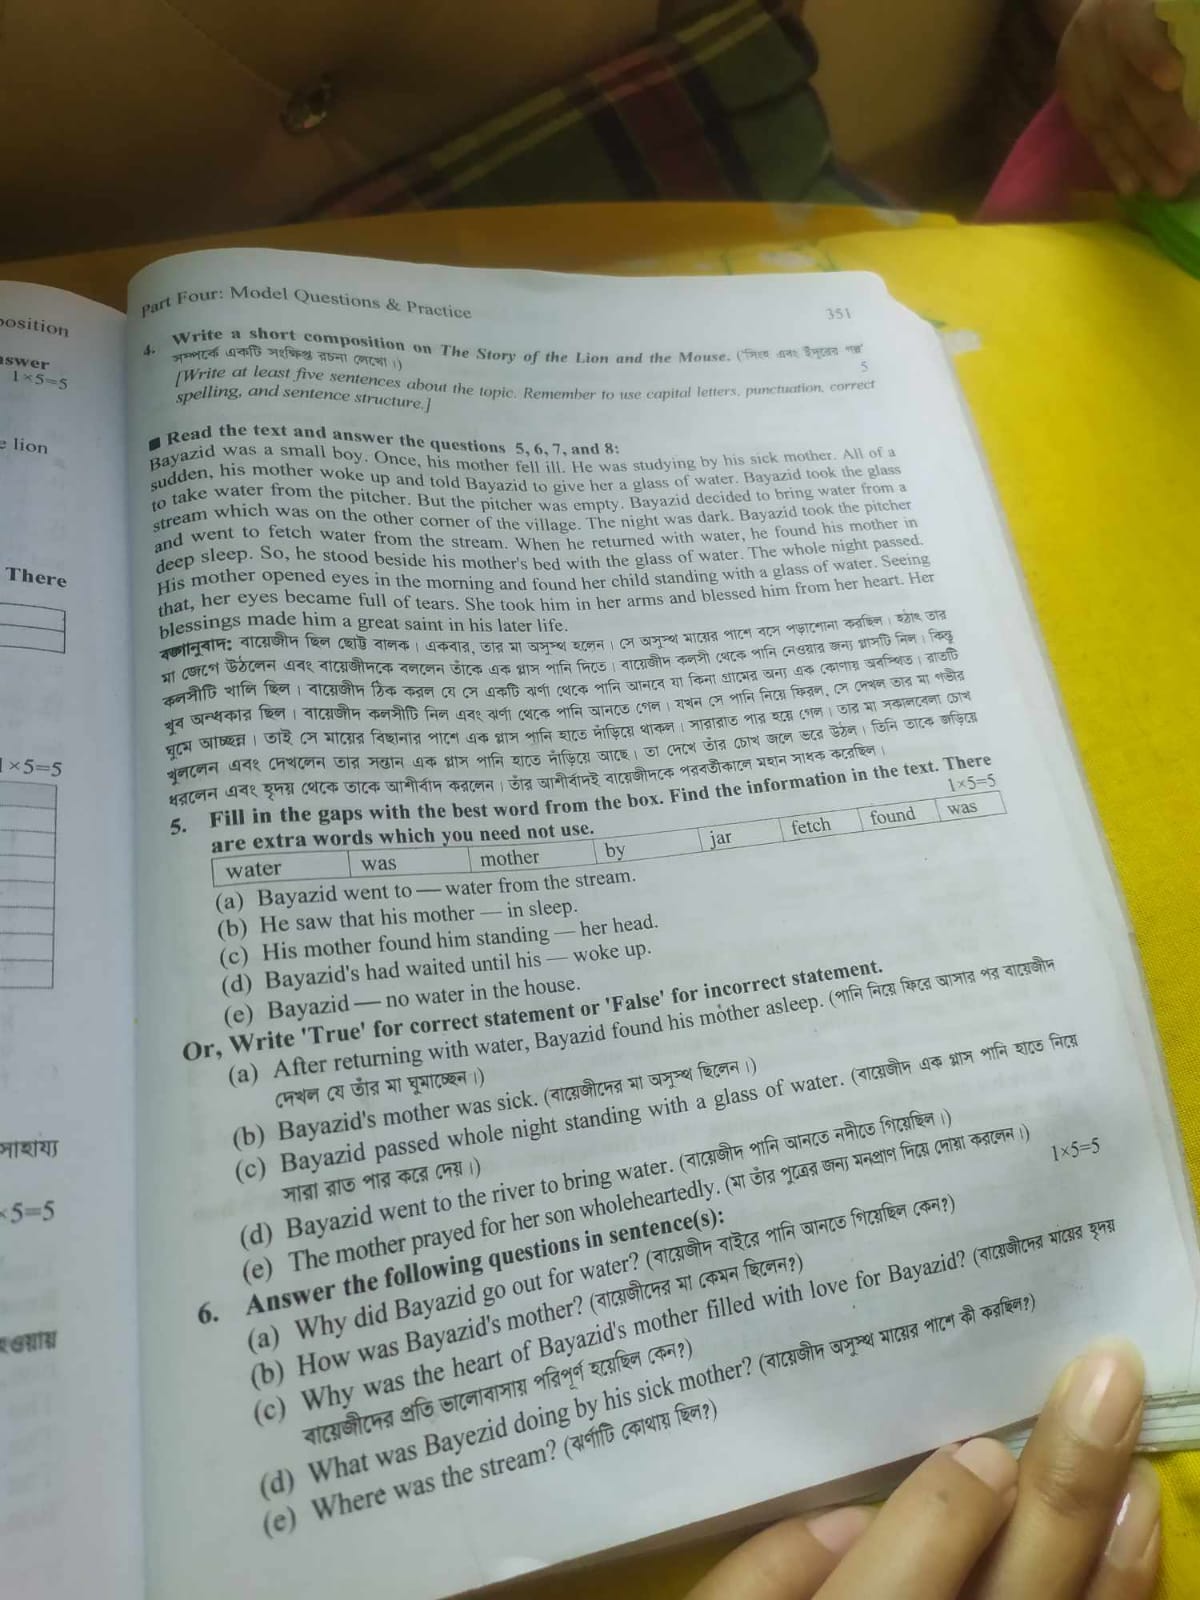 position
Answer
1×5=5
e lion
There
1×5=5
সাহায্য
×5=5
হওয়ায়
Part Four: Model Questions & Practice 351
4. Write a short composition on The Story of the Lion and the Mouse. ('সিংহ এবং ইঁদুরের গল্প'
সম্পর্কে একটি সংক্ষিপ্ত রচনা লেখো।) 5
[Write at least five sentences about the topic. Remember to use capital letters, punctuation, correct
spelling, and sentence structure.]
■ Read the text and answer the questions 5, 6, 7, and 8:
Bayazid was a small boy. Once, his mother fell ill. He was studying by his sick mother. All of a
sudden, his mother woke up and told Bayazid to give her a glass of water. Bayazid took the glass
to take water from the pitcher. But the pitcher was empty. Bayazid decided to bring water from a
stream which was on the other corner of the village. The night was dark. Bayazid took the pitcher
and went to fetch water from the stream. When he returned with water, he found his mother in
deep sleep. So, he stood beside his mother's bed with the glass of water. The whole night passed.
His mother opened eyes in the morning and found her child standing with a glass of water. Seeing
that, her eyes became full of tears. She took him in her arms and blessed him from her heart. Her
blessings made him a great saint in his later life.
বঙ্গানুবাদ: বায়েজীদ ছিল ছোট্ট বালক। একবার, তার মা অসুস্থ হলেন। সে অসুস্থ মায়ের পাশে বসে পড়াশোনা করছিল। হঠাৎ তার
মা জেগে উঠলেন এবং বায়েজীদকে বললেন তাঁকে এক গ্লাস পানি দিতে। বায়েজীদ কলসী থেকে পানি নেওয়ার জন্য গ্লাসটি নিল। কিন্তু
কলসীটি খালি ছিল। বায়েজীদ ঠিক করল যে সে একটি ঝর্ণা থেকে পানি আনবে যা কিনা গ্রামের অন্য এক কোণায় অবস্থিত। রাতটি
খুব অন্ধকার ছিল। বায়েজীদ কলসীটি নিল এবং ঝর্ণা থেকে পানি আনতে গেল। যখন সে পানি নিয়ে ফিরল, সে দেখল তার মা গভীর
ঘুমে আচ্ছন্ন। তাই সে মায়ের বিছানার পাশে এক গ্লাস পানি হাতে দাঁড়িয়ে থাকল। সারারাত পার হয়ে গেল। তার মা সকালবেলা চোখ
খুললেন এবং দেখলেন তার সন্তান এক গ্লাস পানি হাতে দাঁড়িয়ে আছে। তা দেখে তাঁর চোখ জলে ভরে উঠল। তিনি তাকে জড়িয়ে
ধরলেন এবং হৃদয় থেকে তাকে আশীর্বাদ করলেন। তাঁর আশীর্বাদই বায়েজীদকে পরবর্তীকালে মহান সাধক করেছিল।
5. Fill in the gaps with the best word from the box. Find the information in the text. There
are extra words which you need not use. 1×5=5
water was mother by jar fetch found was
(a) Bayazid went to — water from the stream.
(b) He saw that his mother — in sleep.
(c) His mother found him standing — her head.
(d) Bayazid's had waited until his — woke up.
(e) Bayazid — no water in the house.
Or, Write 'True' for correct statement or 'False' for incorrect statement.
(a) After returning with water, Bayazid found his mother asleep. (পানি নিয়ে ফিরে আসার পর বায়েজীদ
দেখল যে তাঁর মা ঘুমাচ্ছেন।)
(b) Bayazid's mother was sick. (বায়েজীদের মা অসুস্থ ছিলেন।)
(c) Bayazid passed whole night standing with a glass of water. (বায়েজীদ এক গ্লাস পানি হাতে নিয়ে
সারা রাত পার করে দেয়।)
(d) Bayazid went to the river to bring water. (বায়েজীদ পানি আনতে নদীতে গিয়েছিল।)
(e) The mother prayed for her son wholeheartedly. (মা তাঁর পুত্রের জন্য মনপ্রাণ দিয়ে দোয়া করলেন।)
6. Answer the following questions in sentence(s): 1×5=5
(a) Why did Bayazid go out for water? (বায়েজীদ বাইরে পানি আনতে গিয়েছিল কেন?)
(b) How was Bayazid's mother? (বায়েজীদের মা কেমন ছিলেন?)
(c) Why was the heart of Bayazid's mother filled with love for Bayazid? (বায়েজীদের মায়ের হৃদয়
বায়েজীদের প্রতি ভালোবাসায় পরিপূর্ণ হয়েছিল কেন?)
(d) What was Bayezid doing by his sick mother? (বায়েজীদ অসুস্থ মায়ের পাশে কী করছিল?)
(e) Where was the stream? (ঝর্ণাটি কোথায় ছিল?)